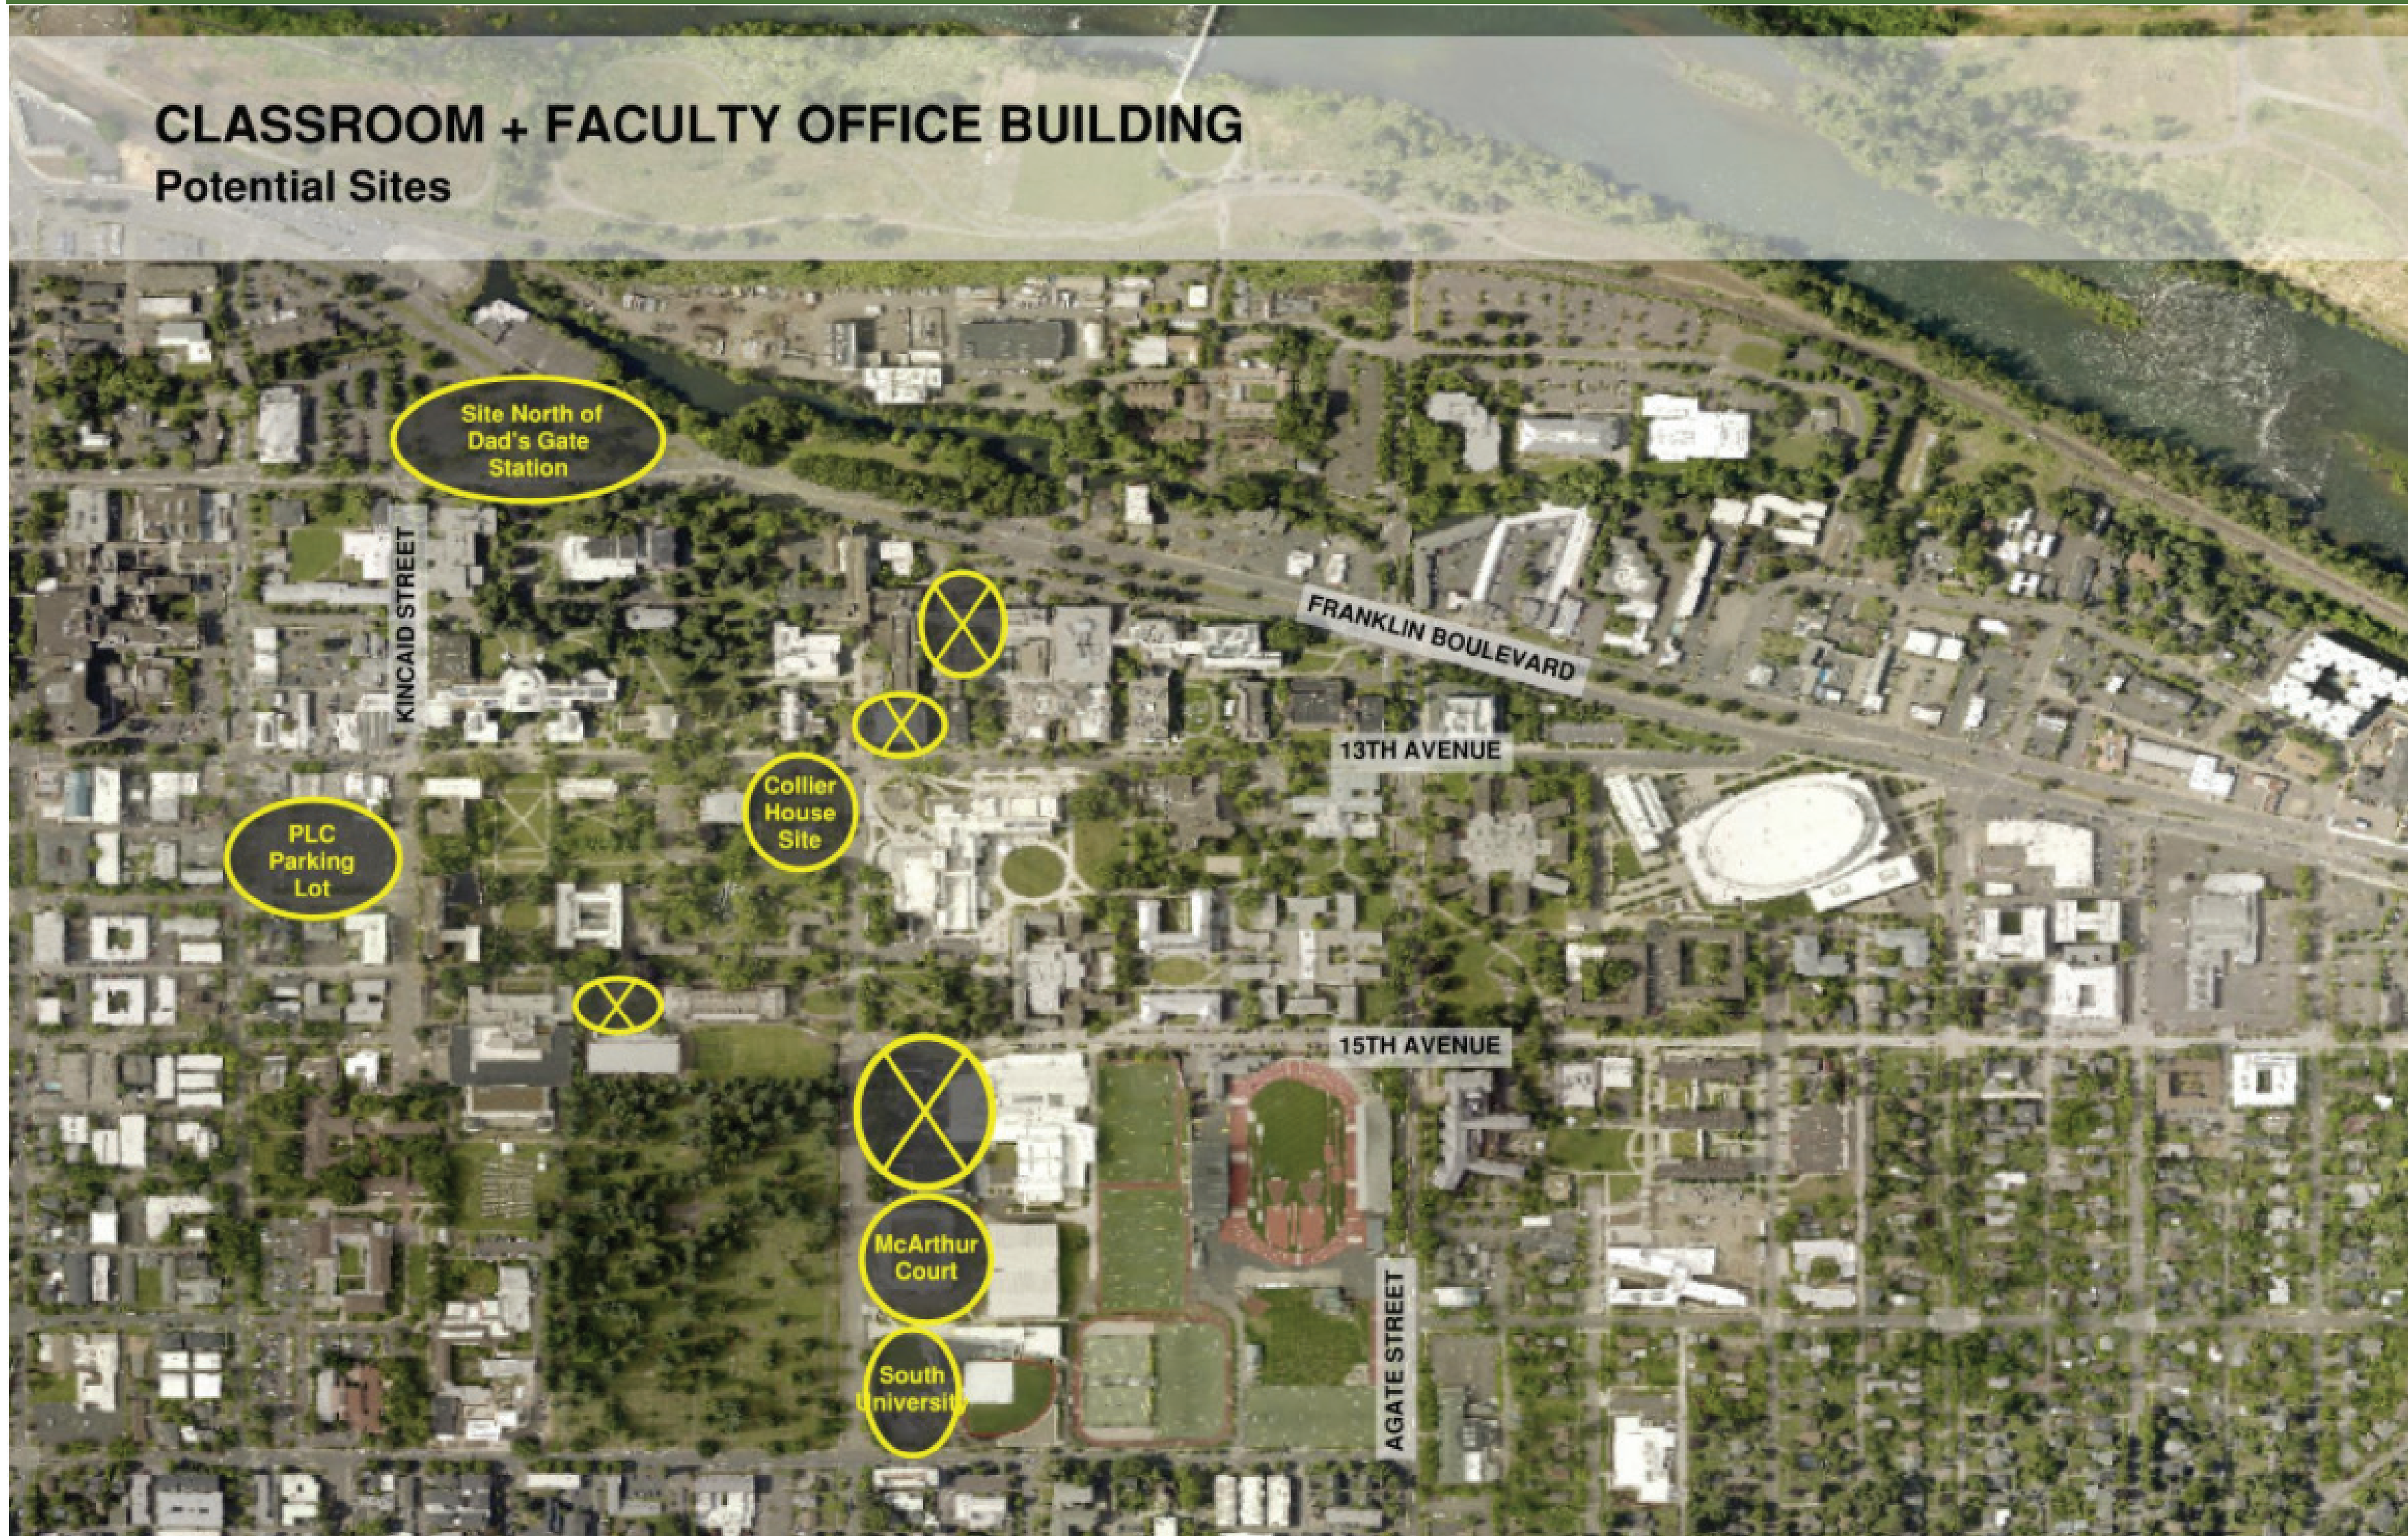 CLASSROOM + FACULTY OFFICE BUILDING
Potential Sites
Site North of
Dad's Gate
Station
KINCAID STREET
FRANKLIN BOULEVARD
13TH AVENUE
Collier
House
Site
PLC
Parking
Lot
15TH AVENUE
McArthur
Court
South
University
AGATE STREET